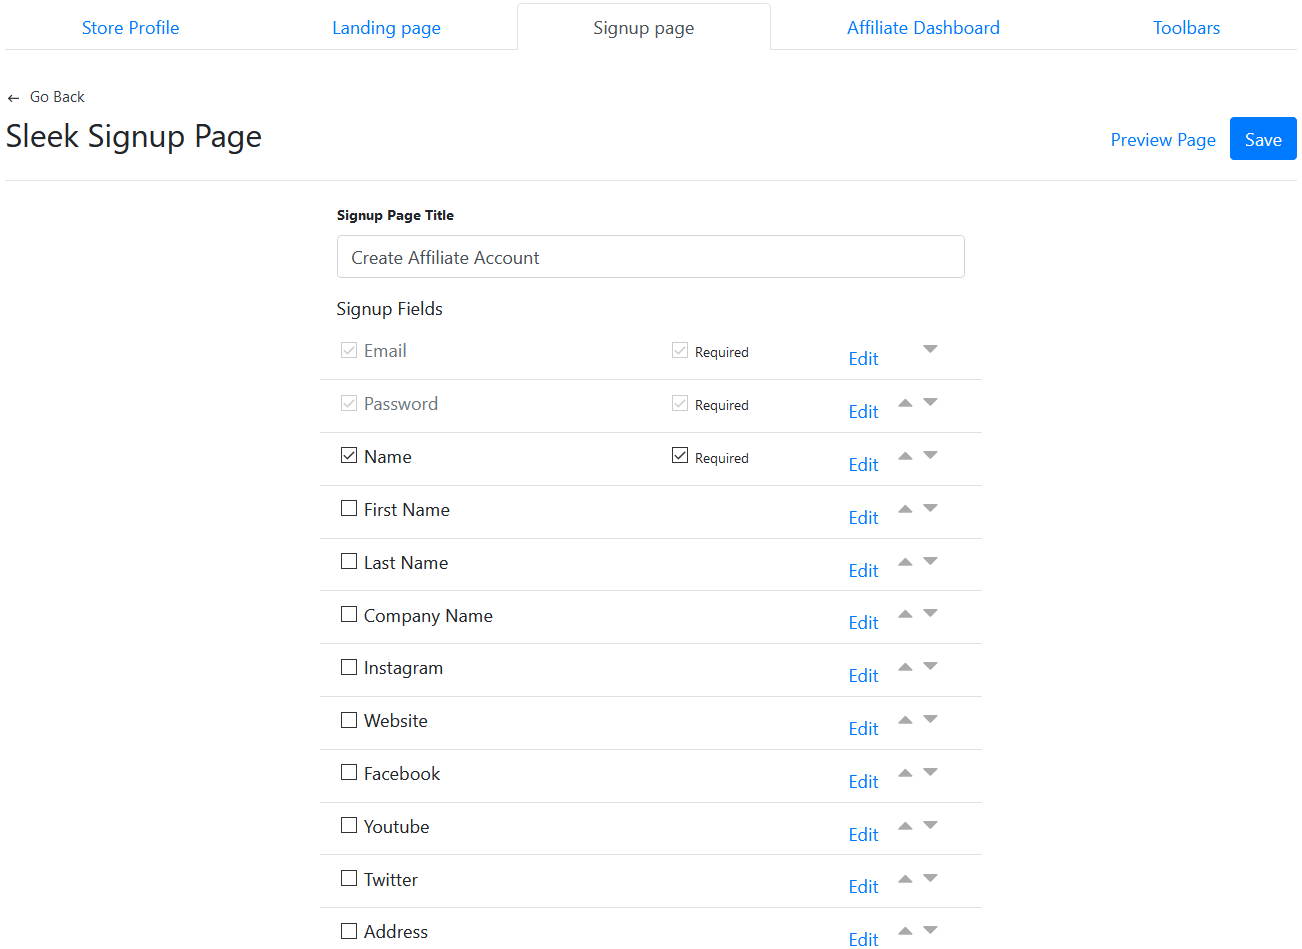 Store Profile Landing page Signup page Affiliate Dashboard Toolbars
← Go Back
Sleek Signup Page
Preview Page Save
Signup Page Title
Create Affiliate Account
Signup Fields
Email Required Edit
Password Required Edit
Name Required Edit
First Name Edit
Last Name Edit
Company Name Edit
Instagram Edit
Website Edit
Facebook Edit
Youtube Edit
Twitter Edit
Address Edit